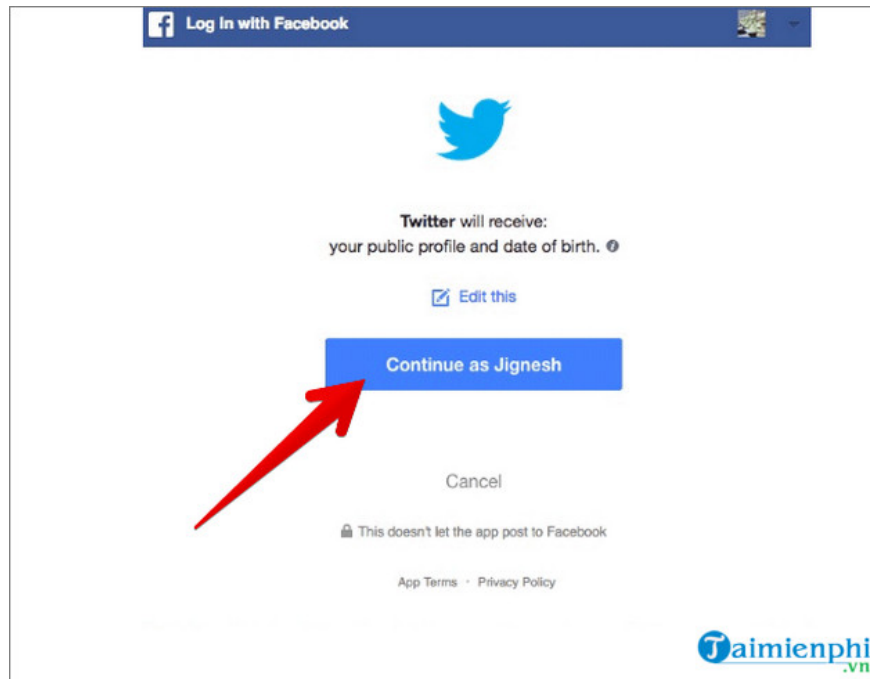 Log In with Facebook
Twitter will receive:
your public profile and date of birth.
Edit this
Continue as Jignesh
Cancel
This doesn't let the app post to Facebook
App Terms · Privacy Policy
Taimienphi
.vn